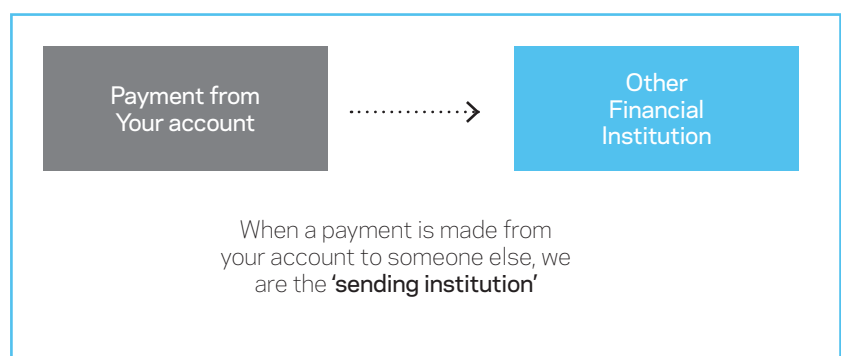 Payment from
Your account
Other
Financial
Institution
When a payment is made from
your account to someone else, we
are the ‘sending institution’